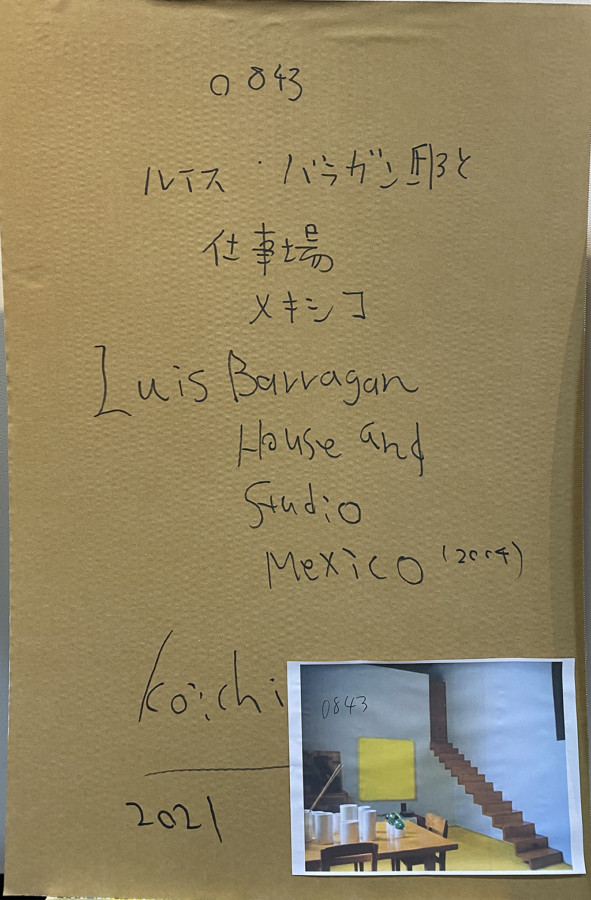 0843
ルイス・バラガン邸と
仕事場
メキシコ
Luis Barragan
House and
Studio
Mexico (2004)
Koiichi
0843
2021